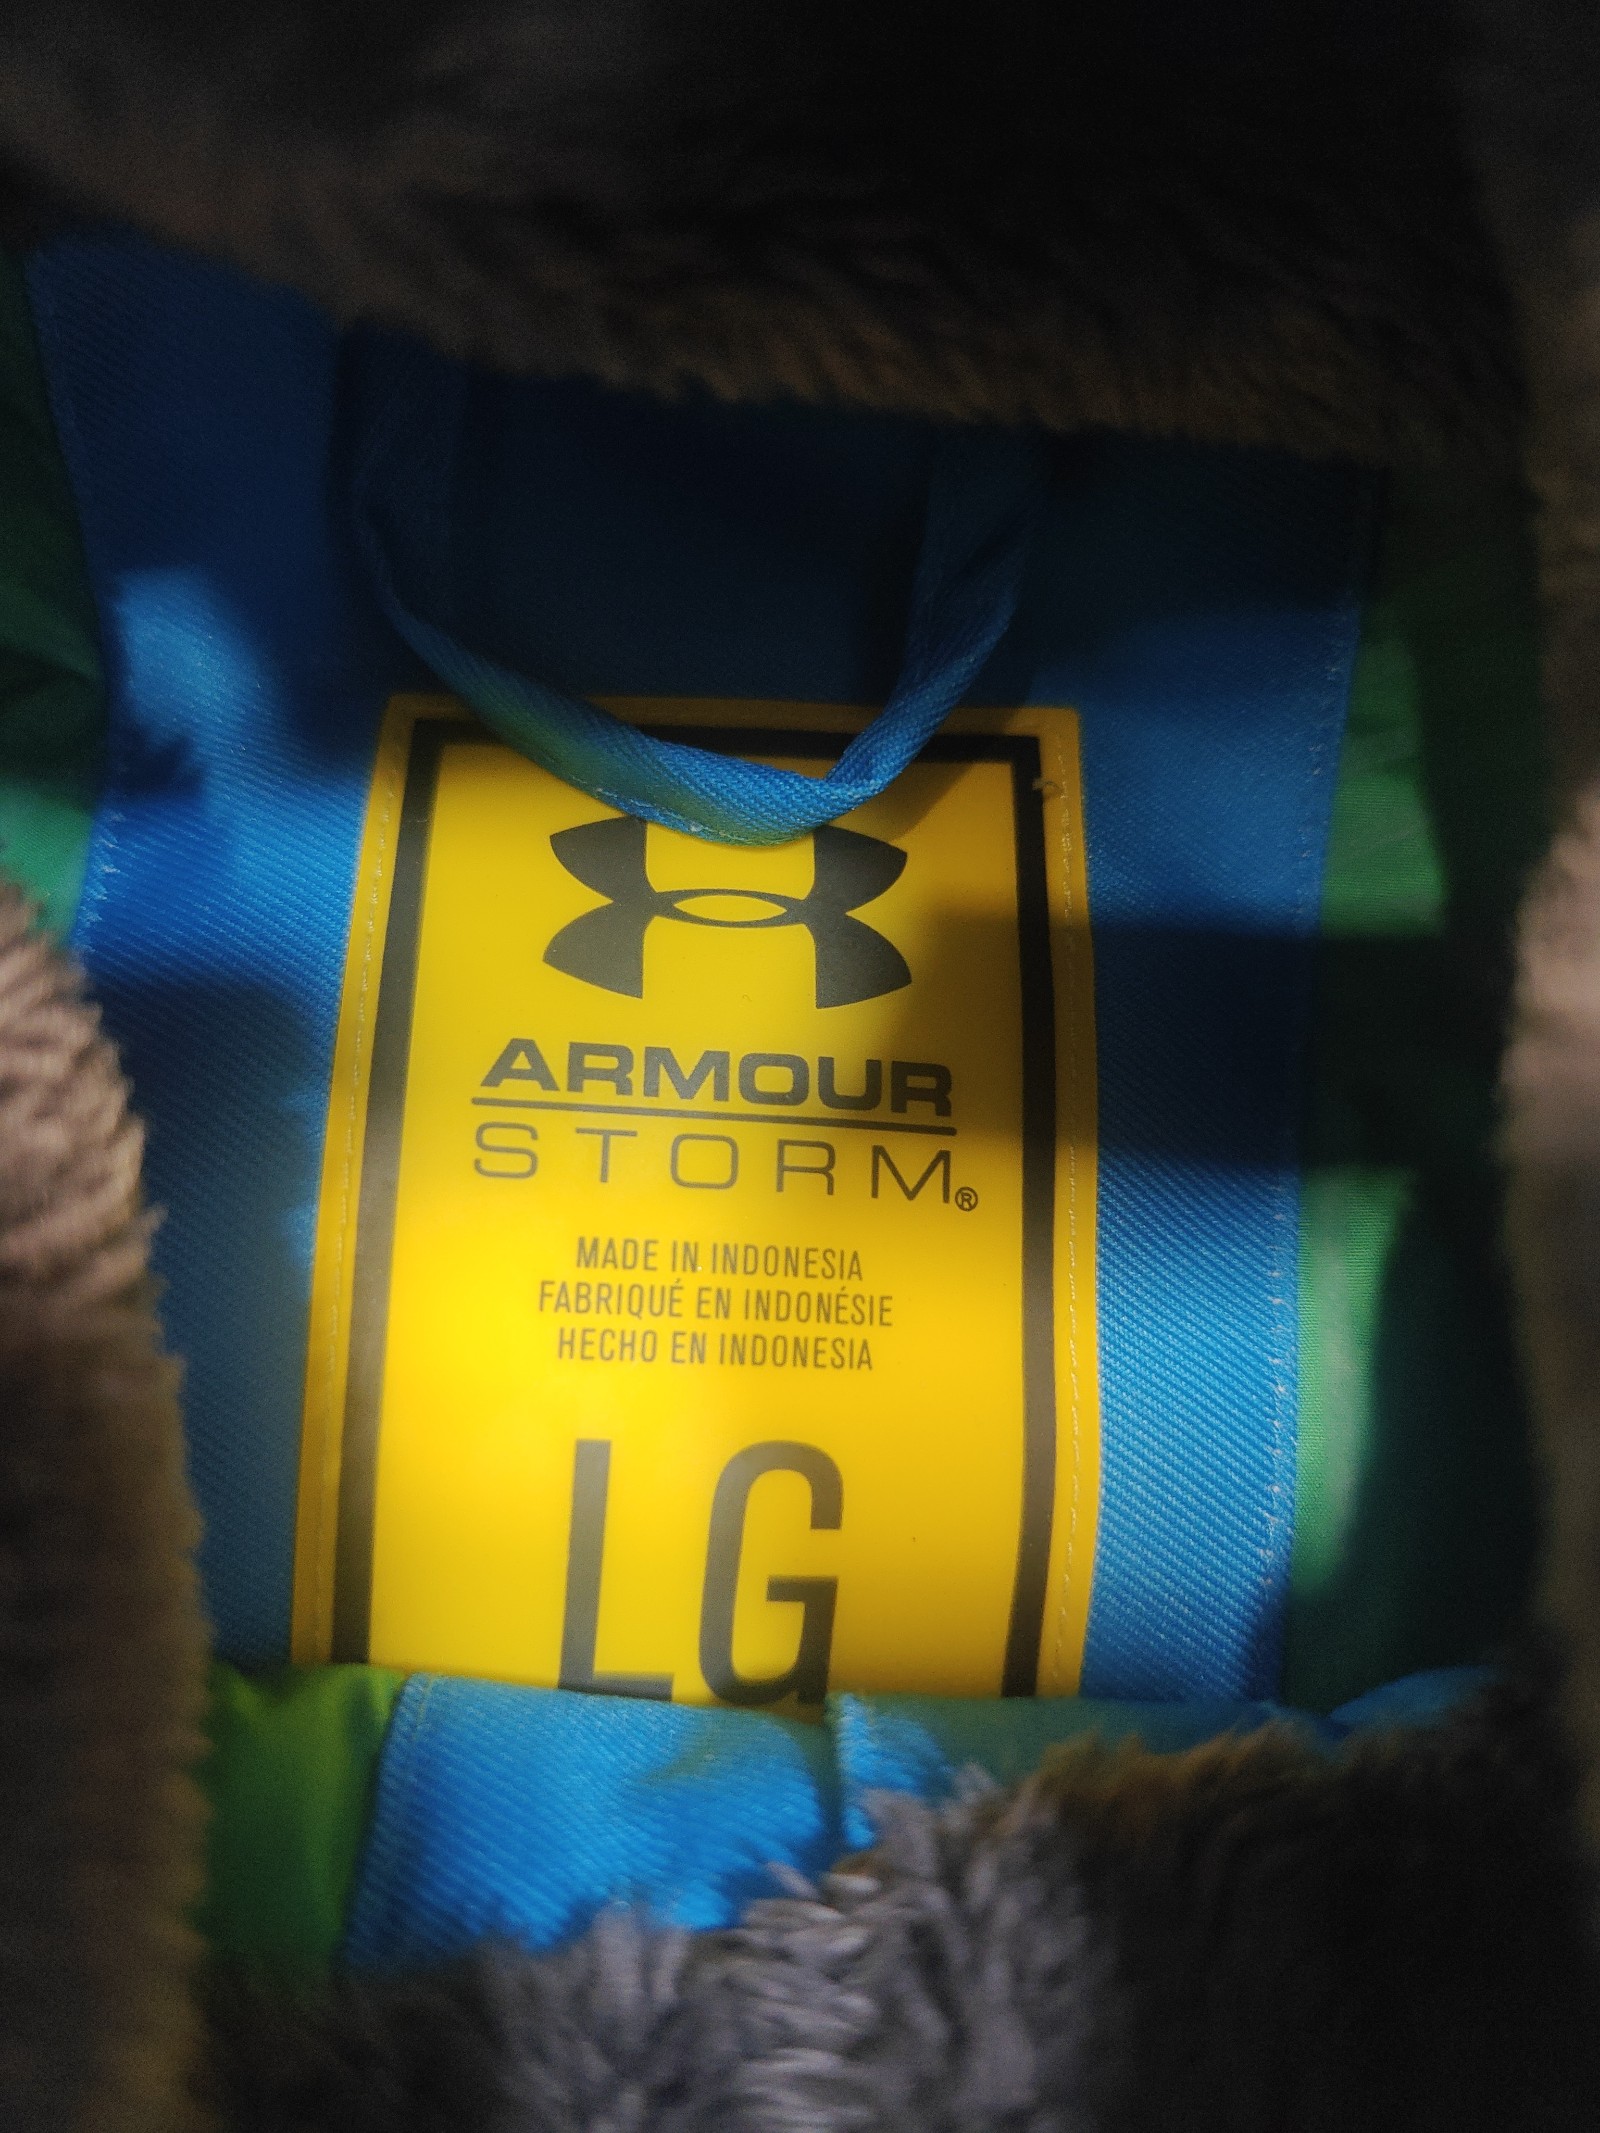 ARMOUR
STORM®
MADE IN INDONESIA
FABRIQUÉ EN INDONÉSIE
HECHO EN INDONESIA
LG